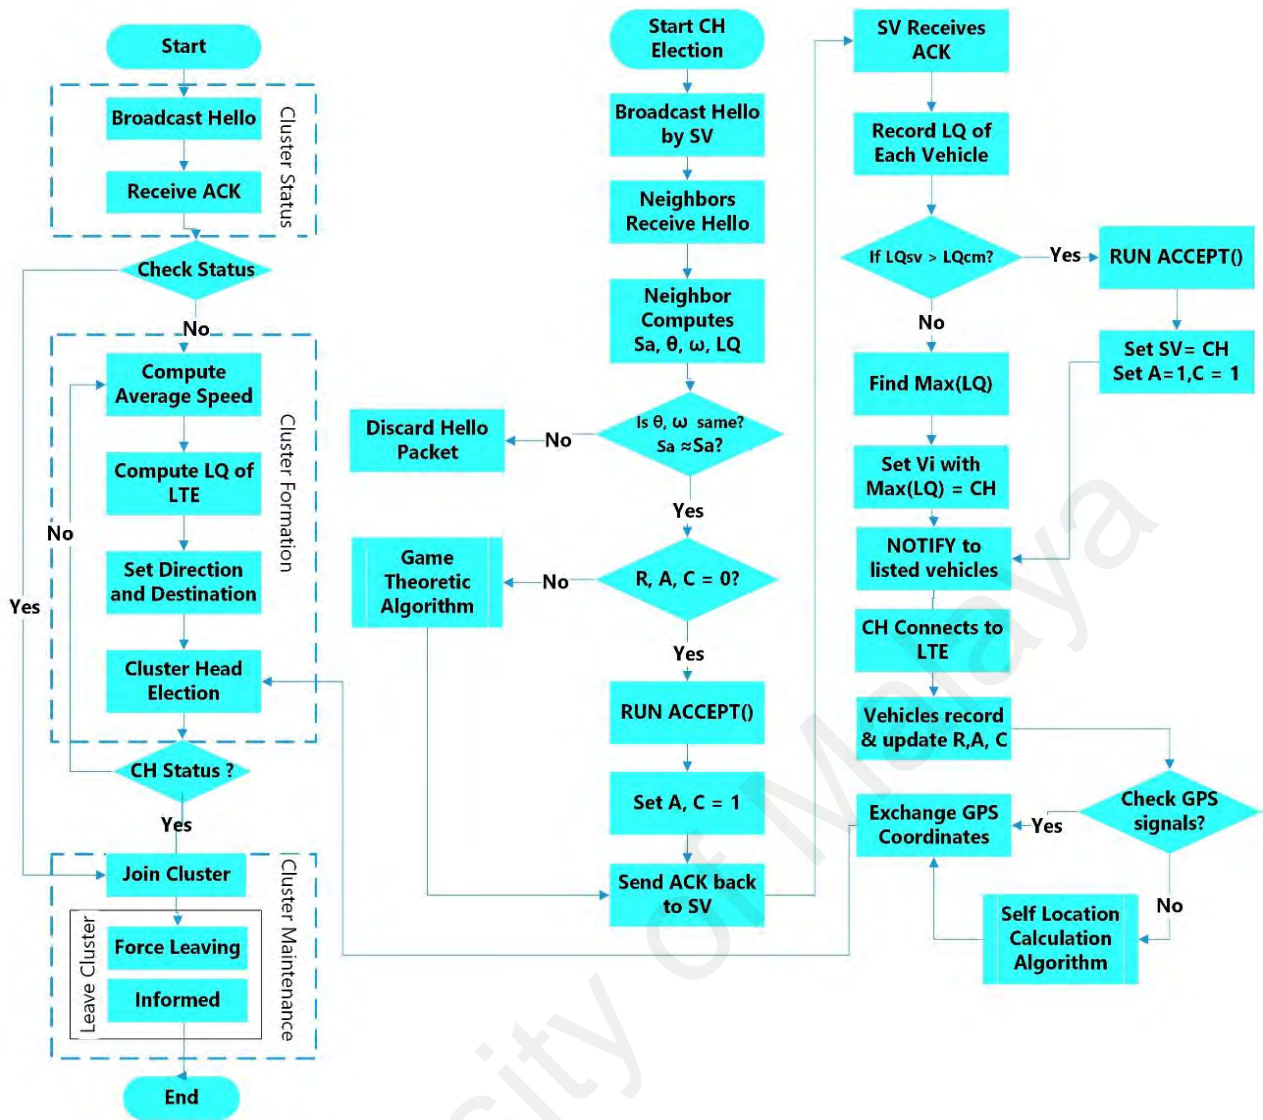 Start
Broadcast Hello
Receive ACK
Cluster Status
Check Status
No
Yes
Compute
Average Speed
Compute LQ of
LTE
Set Direction
and Destination
Cluster Head
Election
Cluster Formation
No
CH Status ?
Yes
Join Cluster
Force Leaving
Informed
Leave Cluster
Cluster Maintenance
End
Start CH
Election
Broadcast Hello
by SV
Neighbors
Receive Hello
Neighbor
Computes
Sa, θ, ω, LQ
Is θ, ω same?
Sa ≈Sa?
No
Discard Hello
Packet
Yes
R, A, C = 0?
No
Game
Theoretic
Algorithm
Yes
RUN ACCEPT()
Set A, C = 1
Send ACK back
to SV
SV Receives
ACK
Record LQ of
Each Vehicle
If LQsv > LQcm?
Yes
RUN ACCEPT()
Set SV= CH
Set A=1,C = 1
No
Find Max(LQ)
Set Vi with
Max(LQ) = CH
NOTIFY to
listed vehicles
CH Connects to
LTE
Vehicles record
& update R,A, C
Check GPS
signals?
Yes
Exchange GPS
Coordinates
No
Self Location
Calculation
Algorithm
sity of Malaya